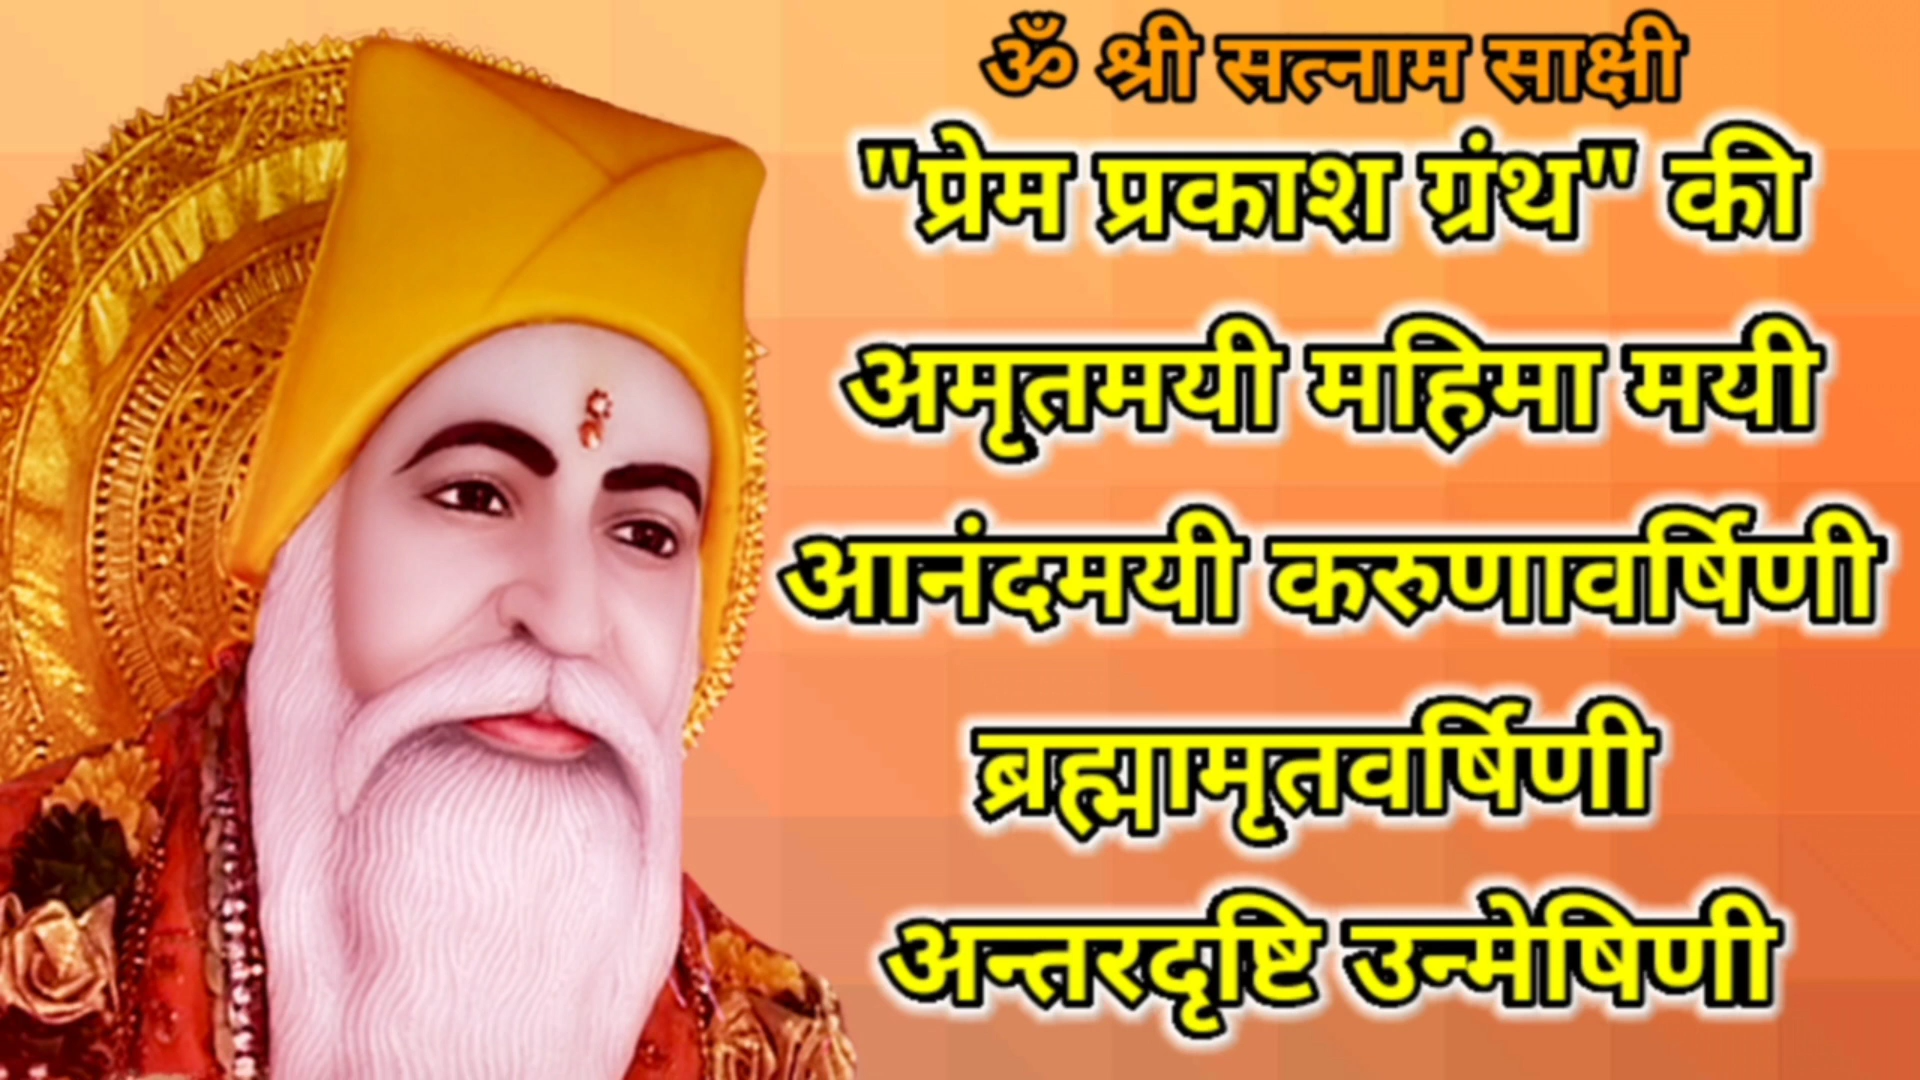 ॐ श्री सत्नाम साक्षी
"प्रेम प्रकाश ग्रंथ" की
अमृतमयी महिमा मयी
आनंदमयी करुणावर्षिणी
ब्रह्मामृतवर्षिणी
अन्तरदृष्टि उन्मेषिणी